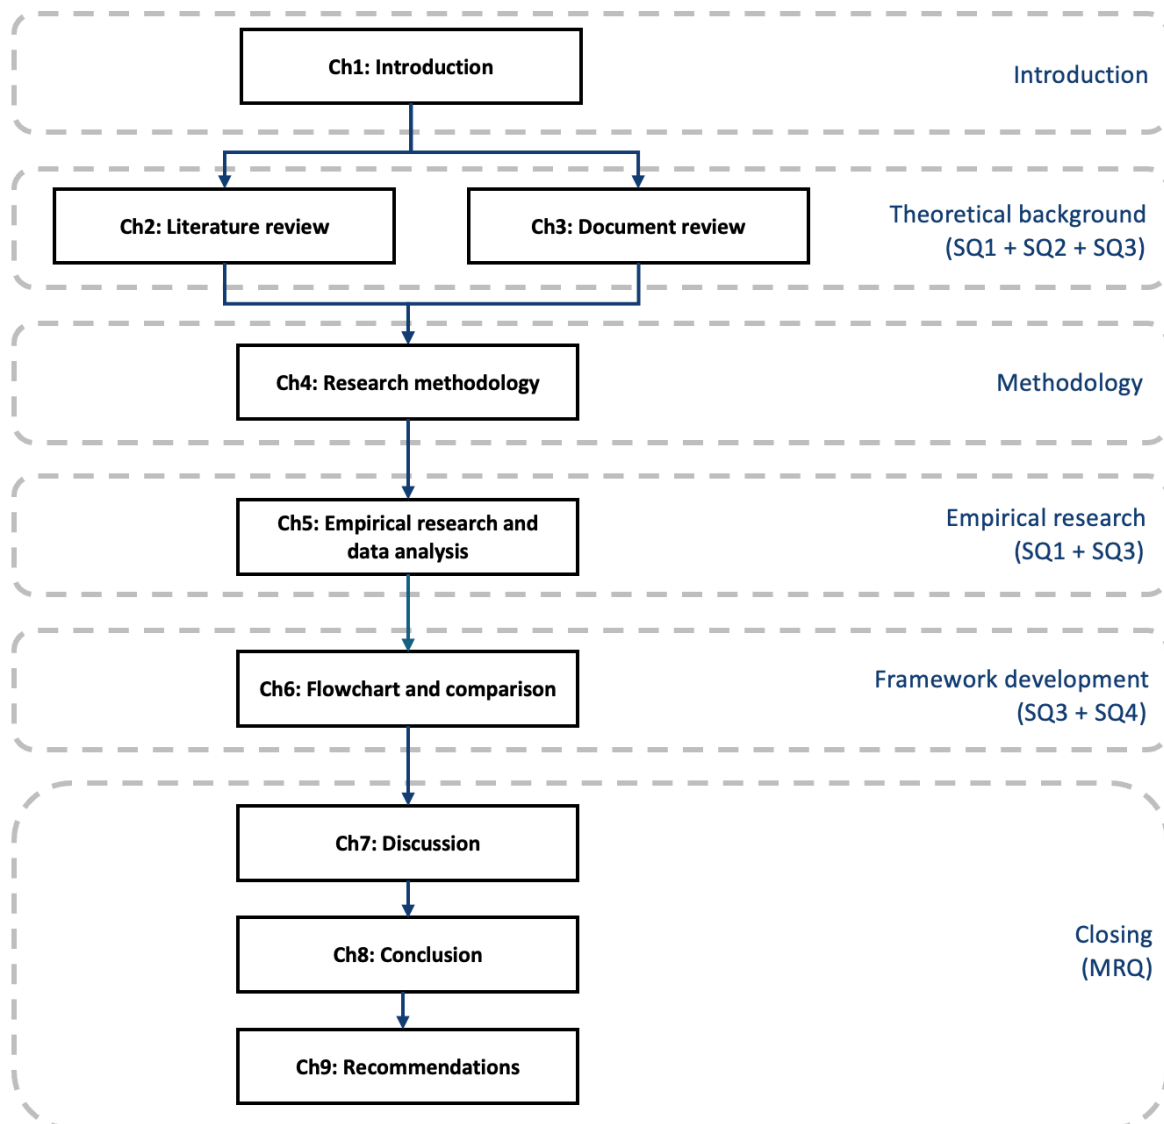 Ch1: Introduction
Introduction
Ch2: Literature review
Ch3: Document review
Theoretical background
(SQ1 + SQ2 + SQ3)
Ch4: Research methodology
Methodology
Ch5: Empirical research and
data analysis
Empirical research
(SQ1 + SQ3)
Ch6: Flowchart and comparison
Framework development
(SQ3 + SQ4)
Ch7: Discussion
Ch8: Conclusion
Ch9: Recommendations
Closing
(MRQ)